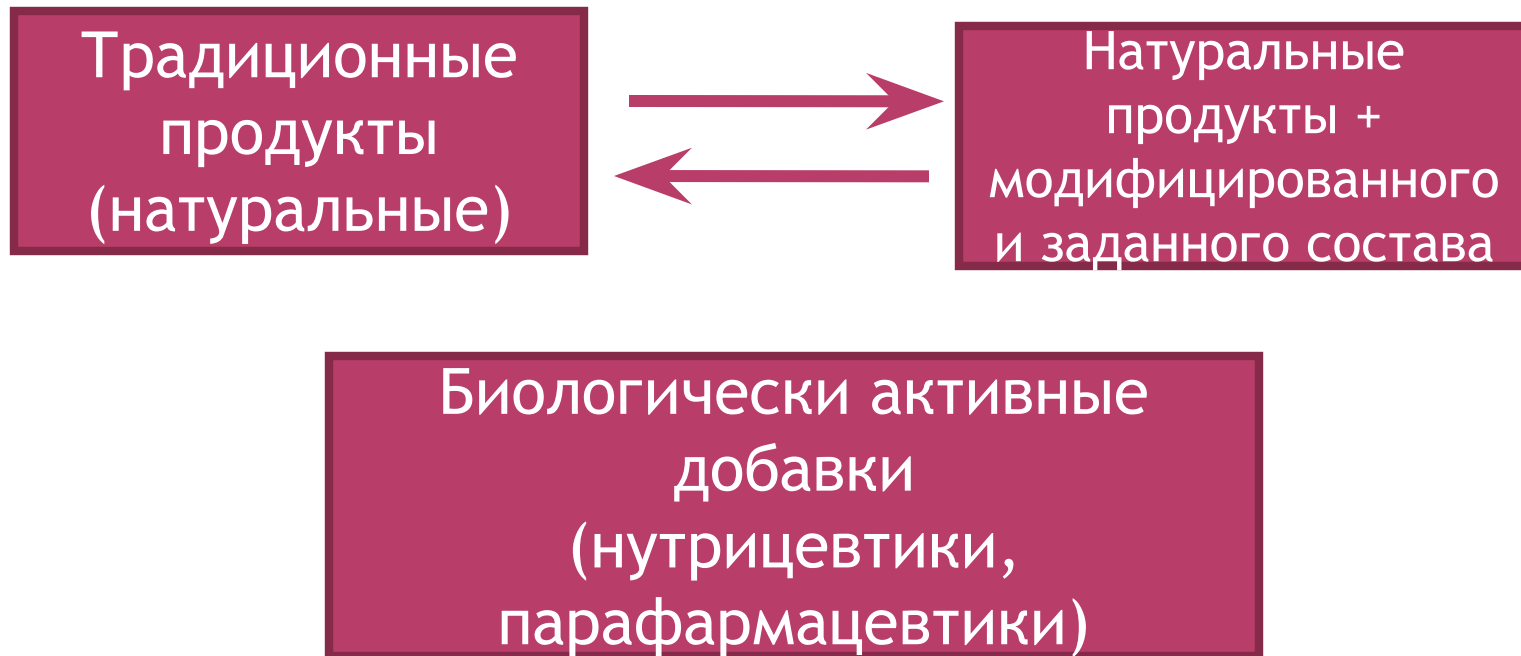 Традиционные
продукты
(натуральные)
Натуральные
продукты +
модифицированного
и заданного состава
Биологически активные
добавки
(нутрицевтики,
парафармацевтики)